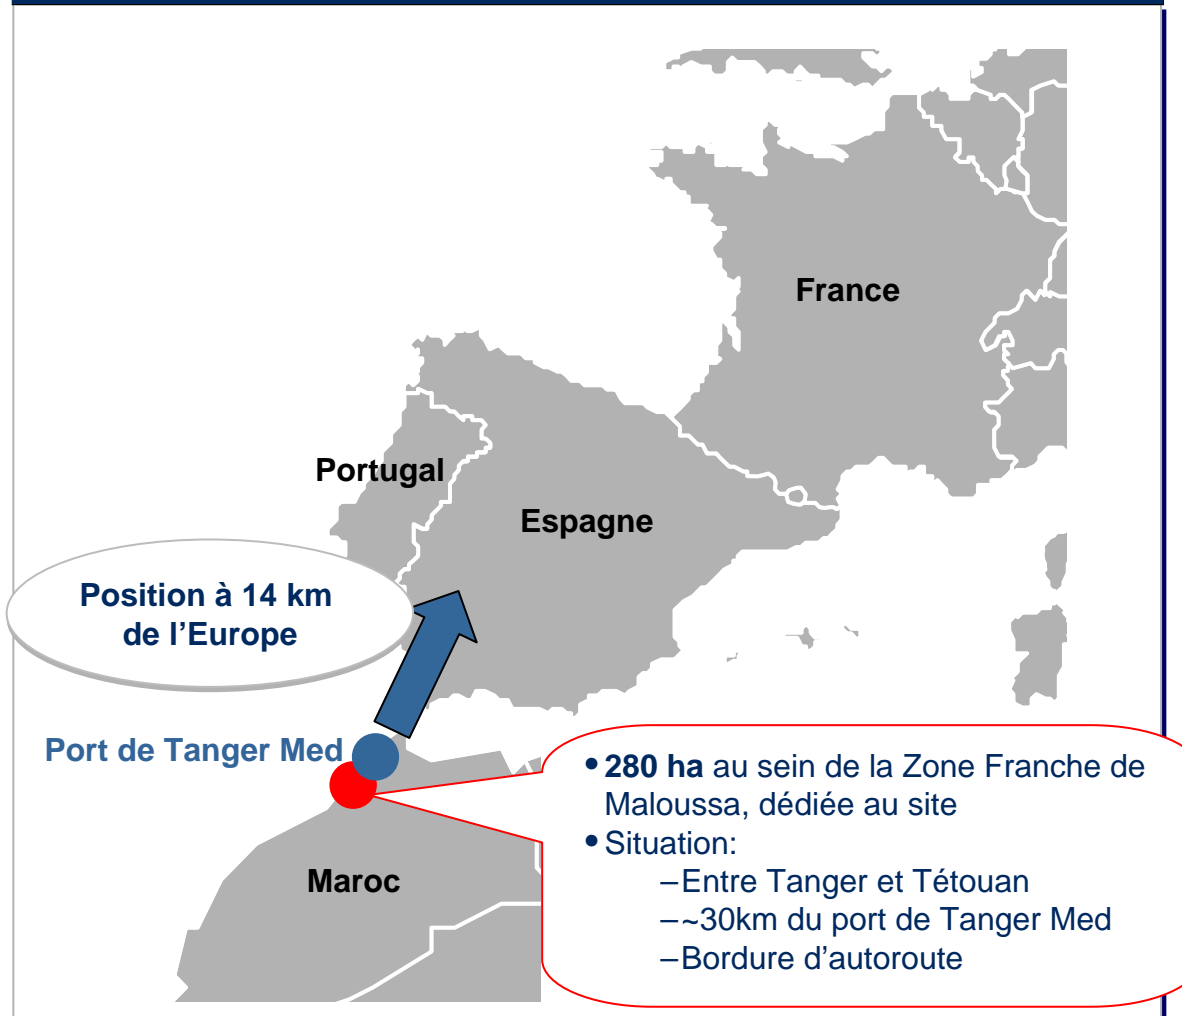 France
Portugal
Espagne
Position à 14 km
de l’Europe
Port de Tanger Med
Maroc
• 280 ha au sein de la Zone Franche de
Maloussa, dédiée au site
• Situation:
–Entre Tanger et Tétouan
–~30km du port de Tanger Med
–Bordure d’autoroute